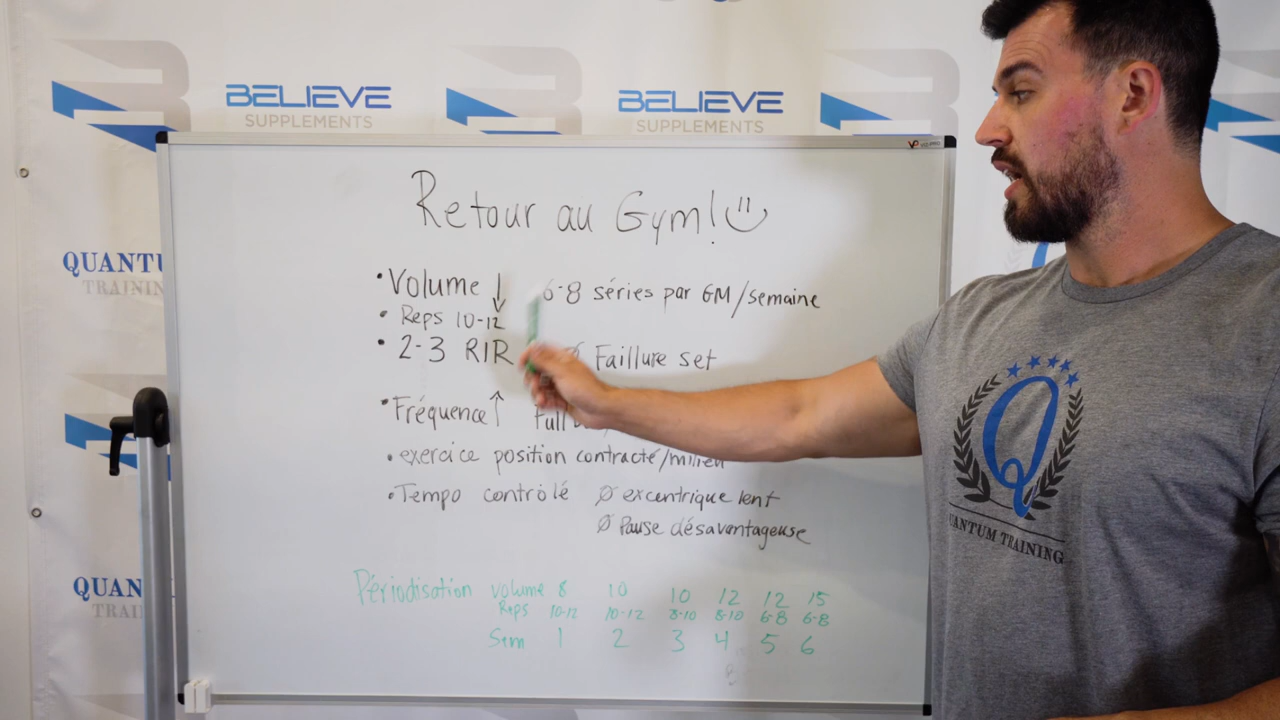 BELIEVE
SUPPLEMENTS
BELIEVE
SUPPLEMENTS
Retour au Gym!
• Volume ↓ 6-8 séries par GM/semaine
• Reps 10-12
• 2-3 RIR Ø Faillure set
• Fréquence ↑ Full
• exercice position contracté/milieu
• Tempo contrôlé Ø excentrique lent
Ø Pause désavantageuse
Périodisation volume 8 10 10 12 12 15
Reps 10-12 10-12 8-10 8-10 6-8 6-8
Sem 1 2 3 4 5 6
QUANTU
TRAININ
QUAN
TRAI
Q
QUANTUM TRAINING